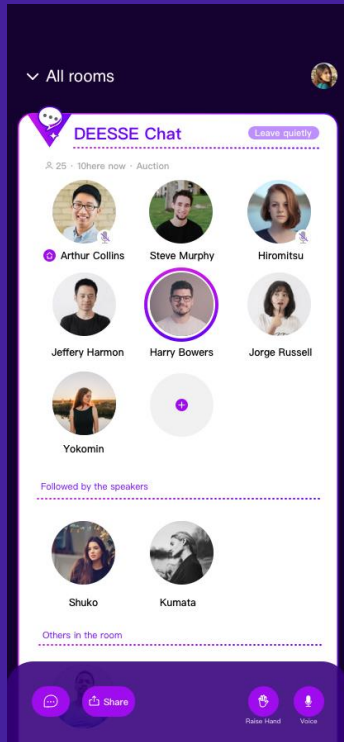 All rooms
DEESSE Chat
Leave quietly
25 · 10here now · Auction
Arthur Collins
Steve Murphy
Hiromitsu
Jeffery Harmon
Harry Bowers
Jorge Russell
Yokomin
Followed by the speakers
Shuko
Kumata
Others in the room
Share
Raise Hand
Voice